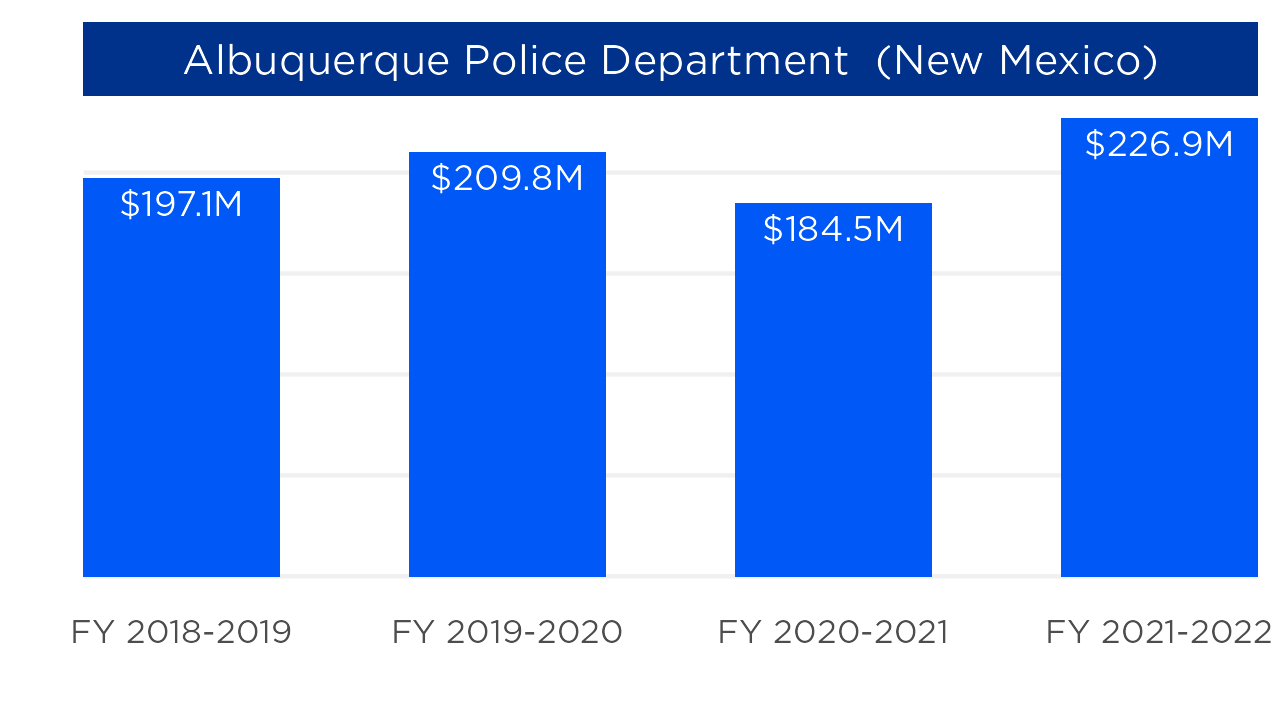 Albuquerque Police Department (New Mexico)
$197.1M
$209.8M
$184.5M
$226.9M
FY 2018-2019
FY 2019-2020
FY 2020-2021
FY 2021-2022